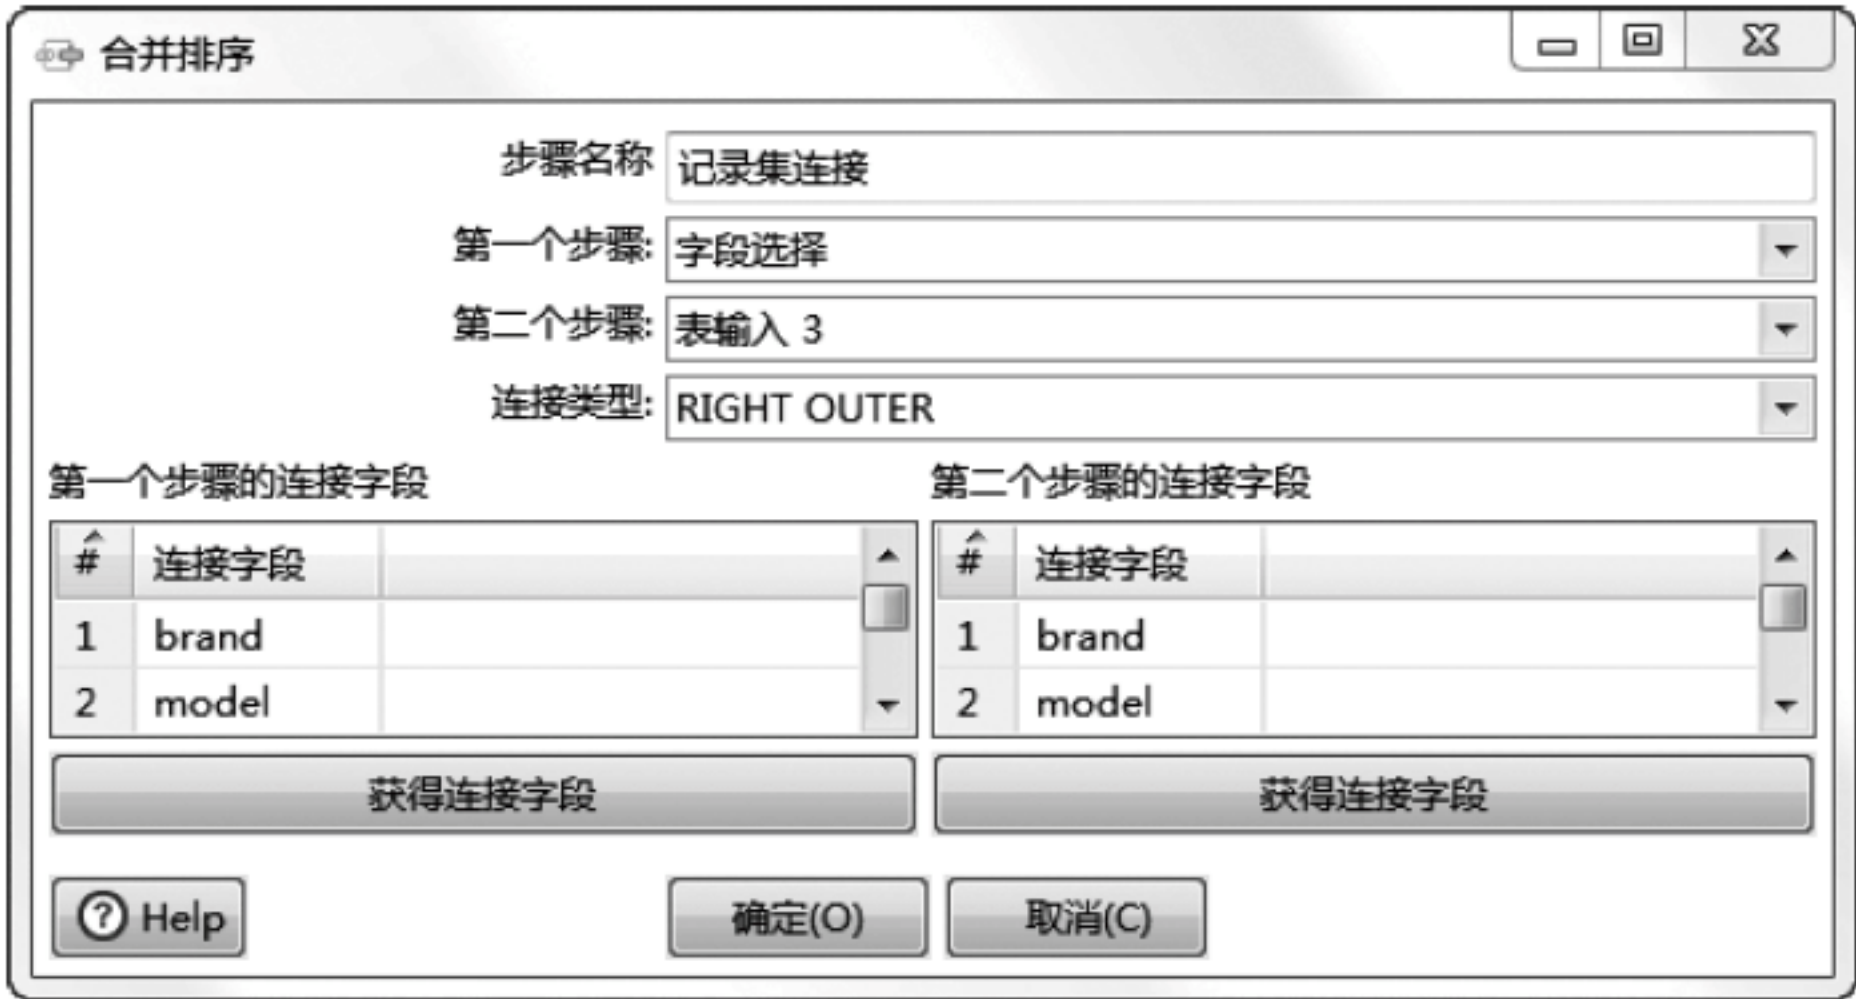 合并排序
步骤名称 记录集连接
第一个步骤: 字段选择
第二个步骤: 表输入 3
连接类型: RIGHT OUTER
第一个步骤的连接字段 第二个步骤的连接字段
# 连接字段 # 连接字段
1 brand 1 brand
2 model 2 model
获得连接字段 获得连接字段
Help 确定(O) 取消(C)